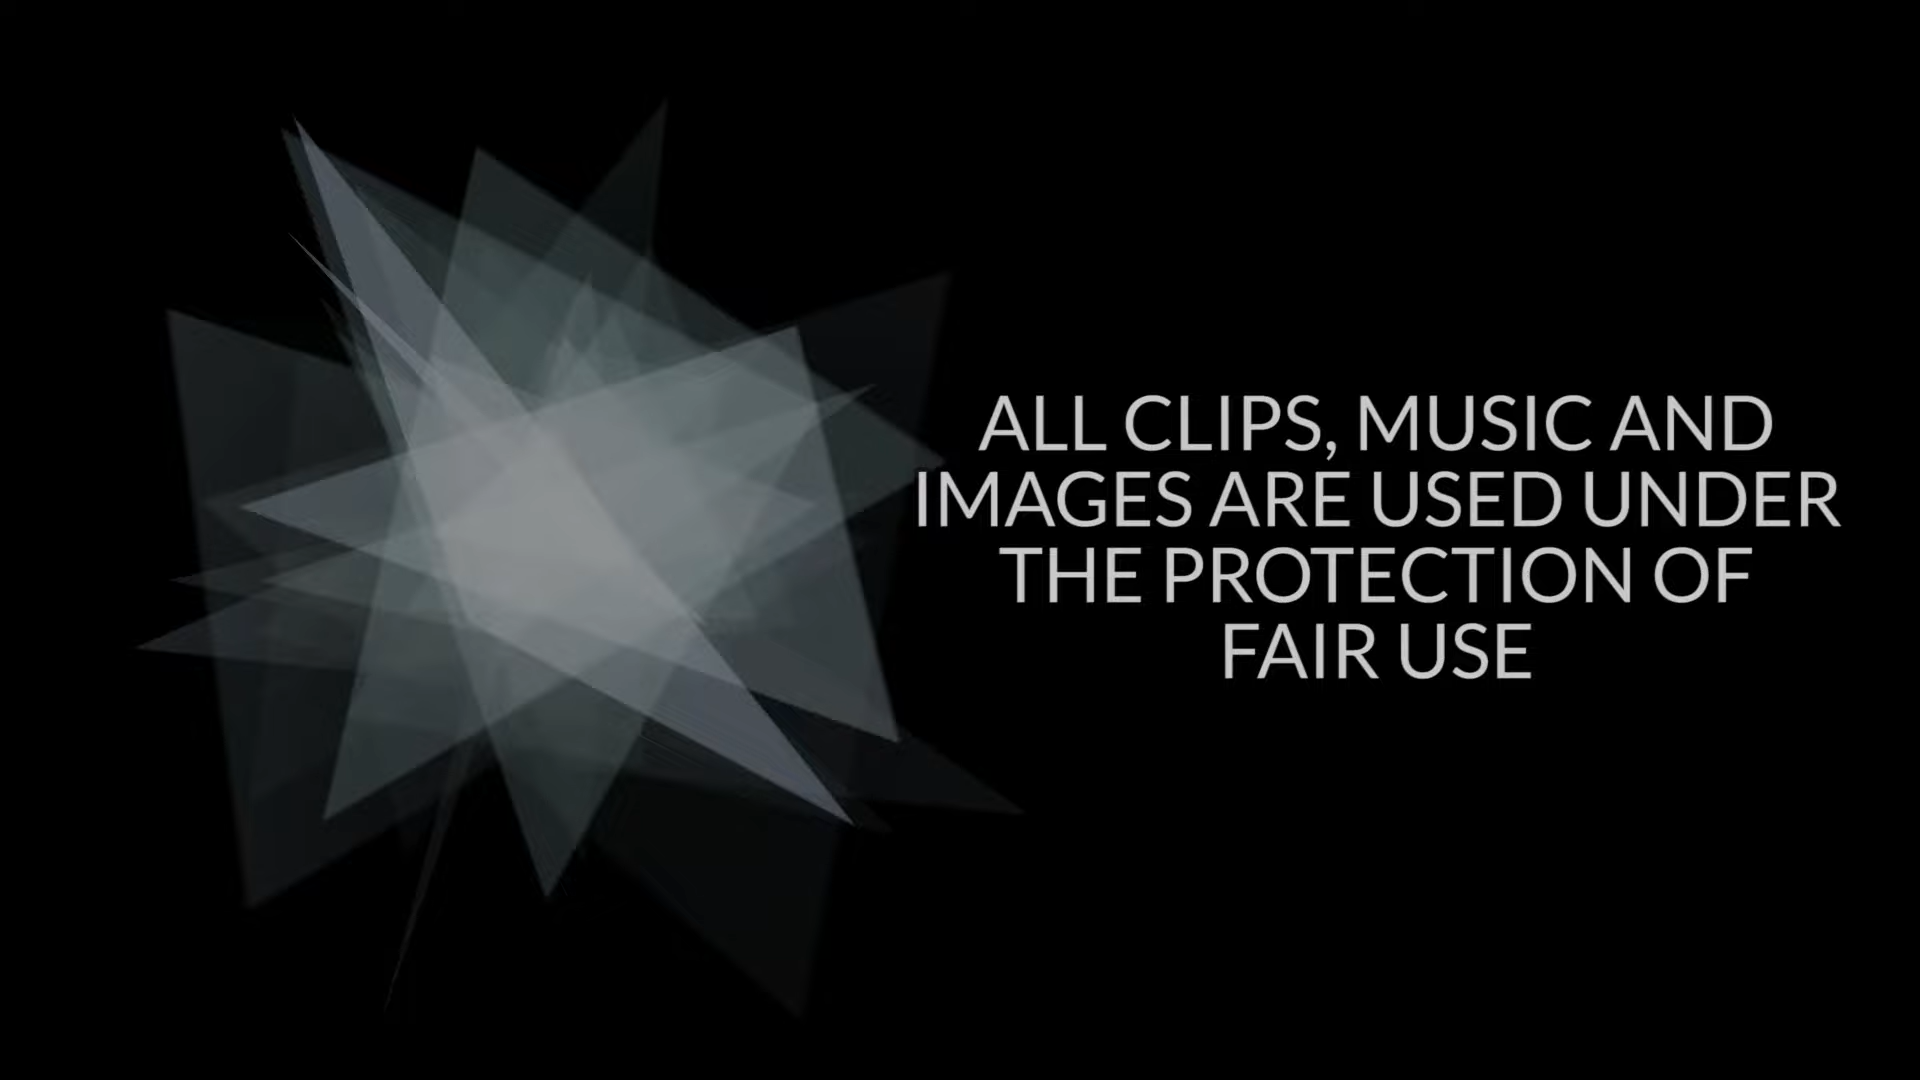 ALL CLIPS, MUSIC AND
IMAGES ARE USED UNDER
THE PROTECTION OF
FAIR USE